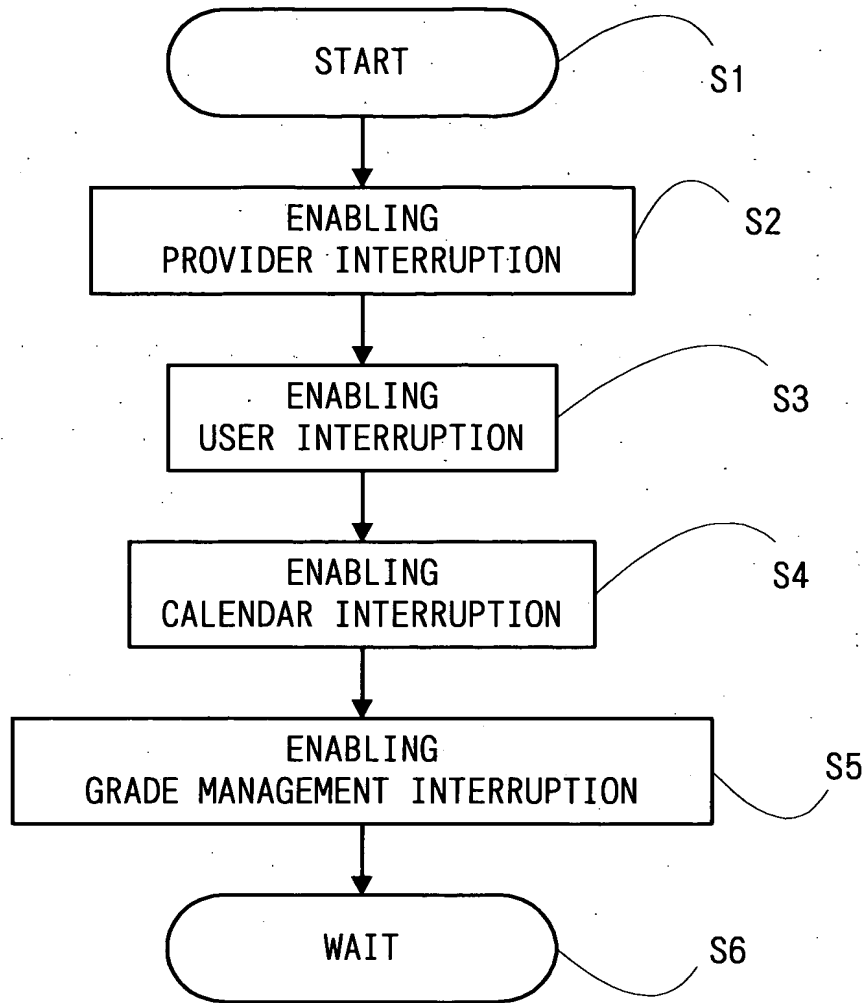 START
S1
ENABLING
PROVIDER INTERRUPTION
S2
ENABLING
USER INTERRUPTION
S3
ENABLING
CALENDAR INTERRUPTION
S4
ENABLING
GRADE MANAGEMENT INTERRUPTION
S5
WAIT
S6